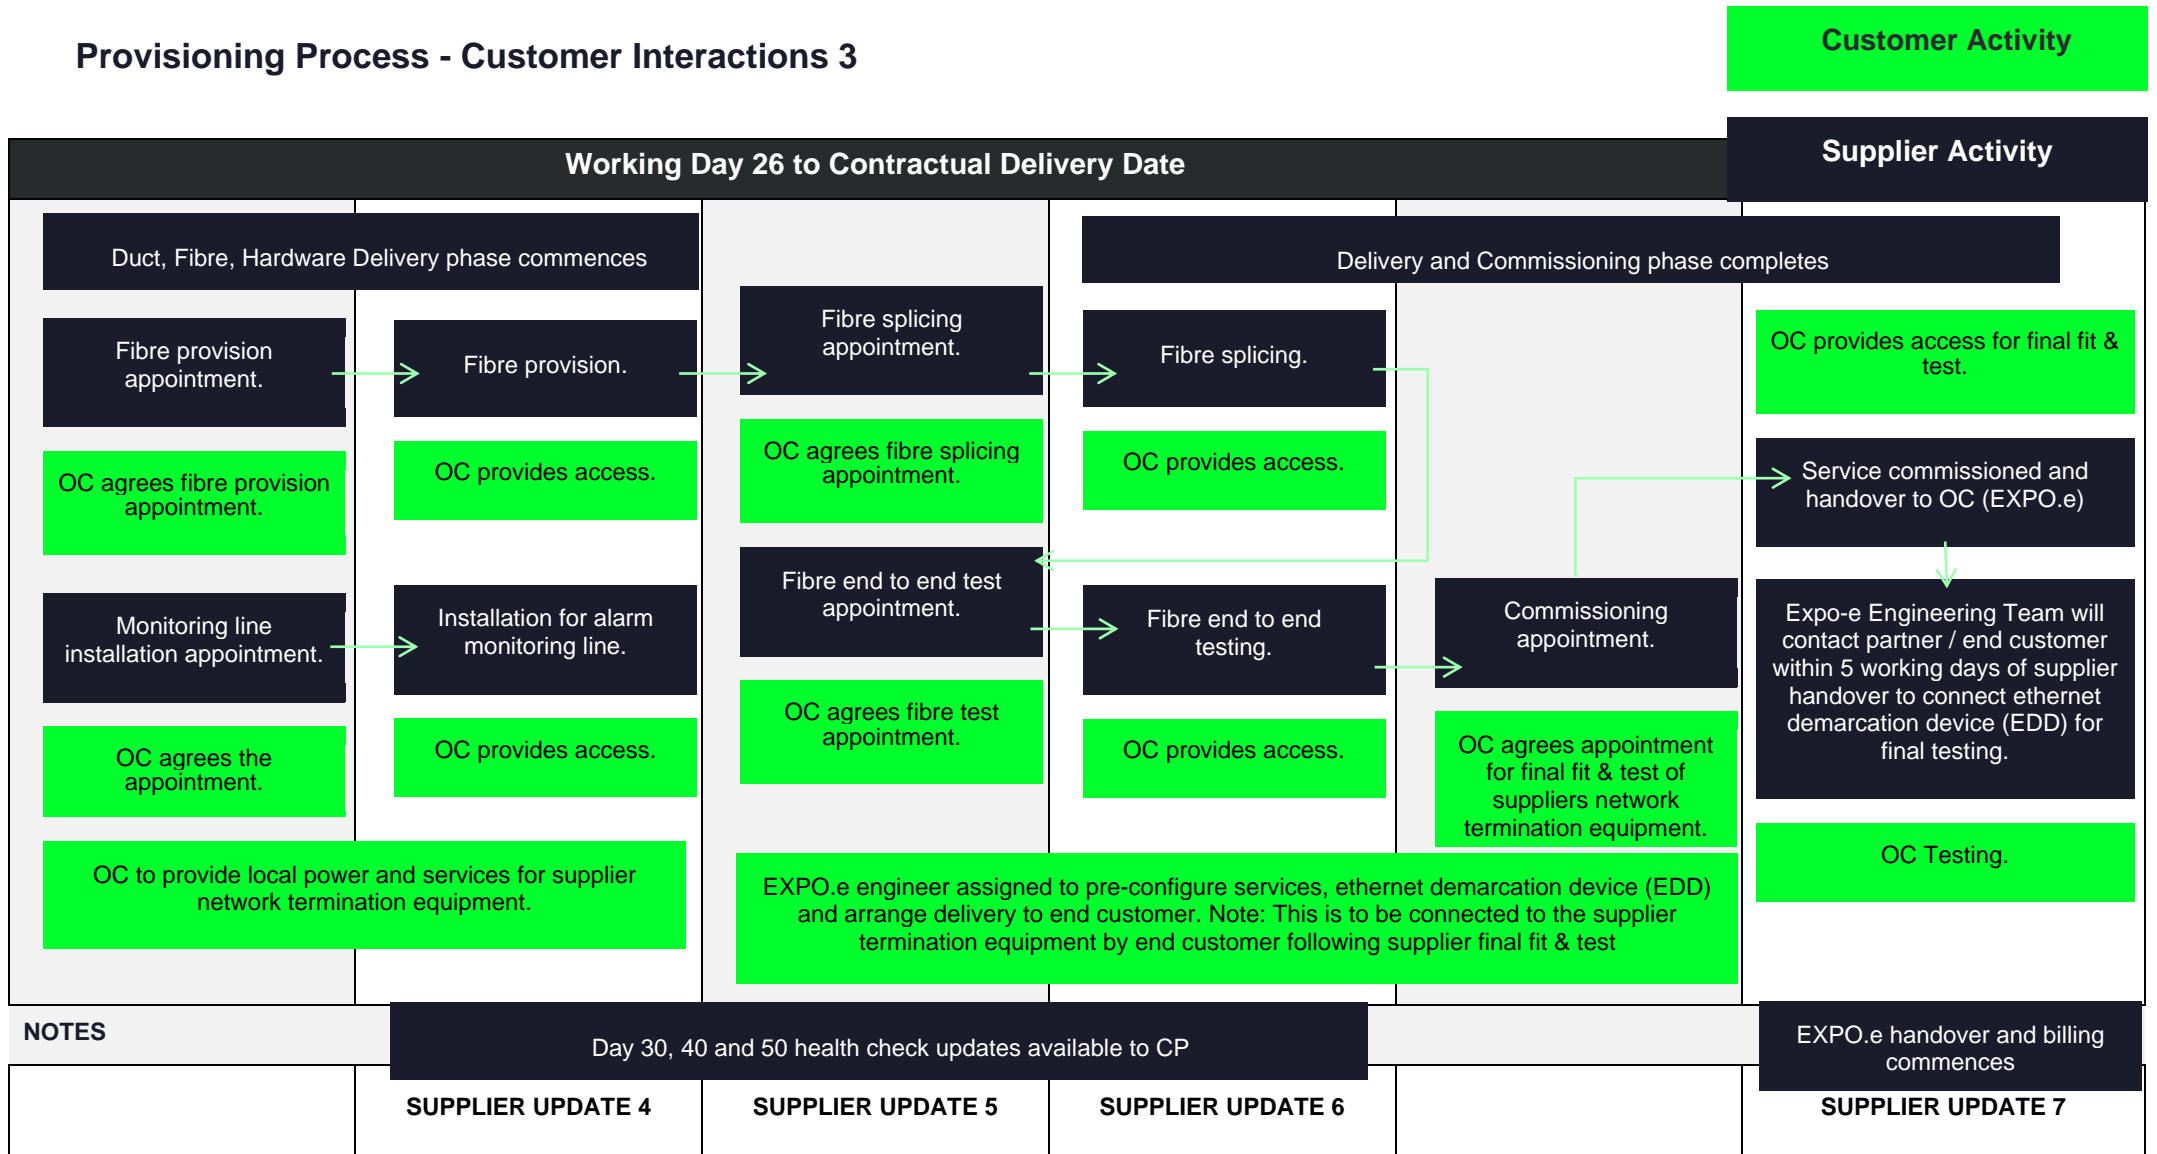 Provisioning Process - Customer Interactions 3
Customer Activity
Supplier Activity
Working Day 26 to Contractual Delivery Date
Duct, Fibre, Hardware Delivery phase commences
Delivery and Commissioning phase completes
Fibre provision
appointment.
Fibre provision.
Fibre splicing
appointment.
Fibre splicing.
OC provides access for final fit &
test.
OC agrees fibre provision
appointment.
OC provides access.
OC agrees fibre splicing
appointment.
OC provides access.
Service commissioned and
handover to OC (EXPO.e)
Monitoring line
installation appointment.
Installation for alarm
monitoring line.
Fibre end to end test
appointment.
Fibre end to end
testing.
Commissioning
appointment.
Expo-e Engineering Team will
contact partner / end customer
within 5 working days of supplier
handover to connect ethernet
demarcation device (EDD) for
final testing.
OC agrees the
appointment.
OC provides access.
OC agrees fibre test
appointment.
OC provides access.
OC agrees appointment
for final fit & test of
suppliers network
termination equipment.
OC to provide local power and services for supplier
network termination equipment.
EXPO.e engineer assigned to pre-configure services, ethernet demarcation device (EDD)
and arrange delivery to end customer. Note: This is to be connected to the supplier
termination equipment by end customer following supplier final fit & test
OC Testing.
NOTES
Day 30, 40 and 50 health check updates available to CP
EXPO.e handover and billing
commences
SUPPLIER UPDATE 4
SUPPLIER UPDATE 5
SUPPLIER UPDATE 6
SUPPLIER UPDATE 7